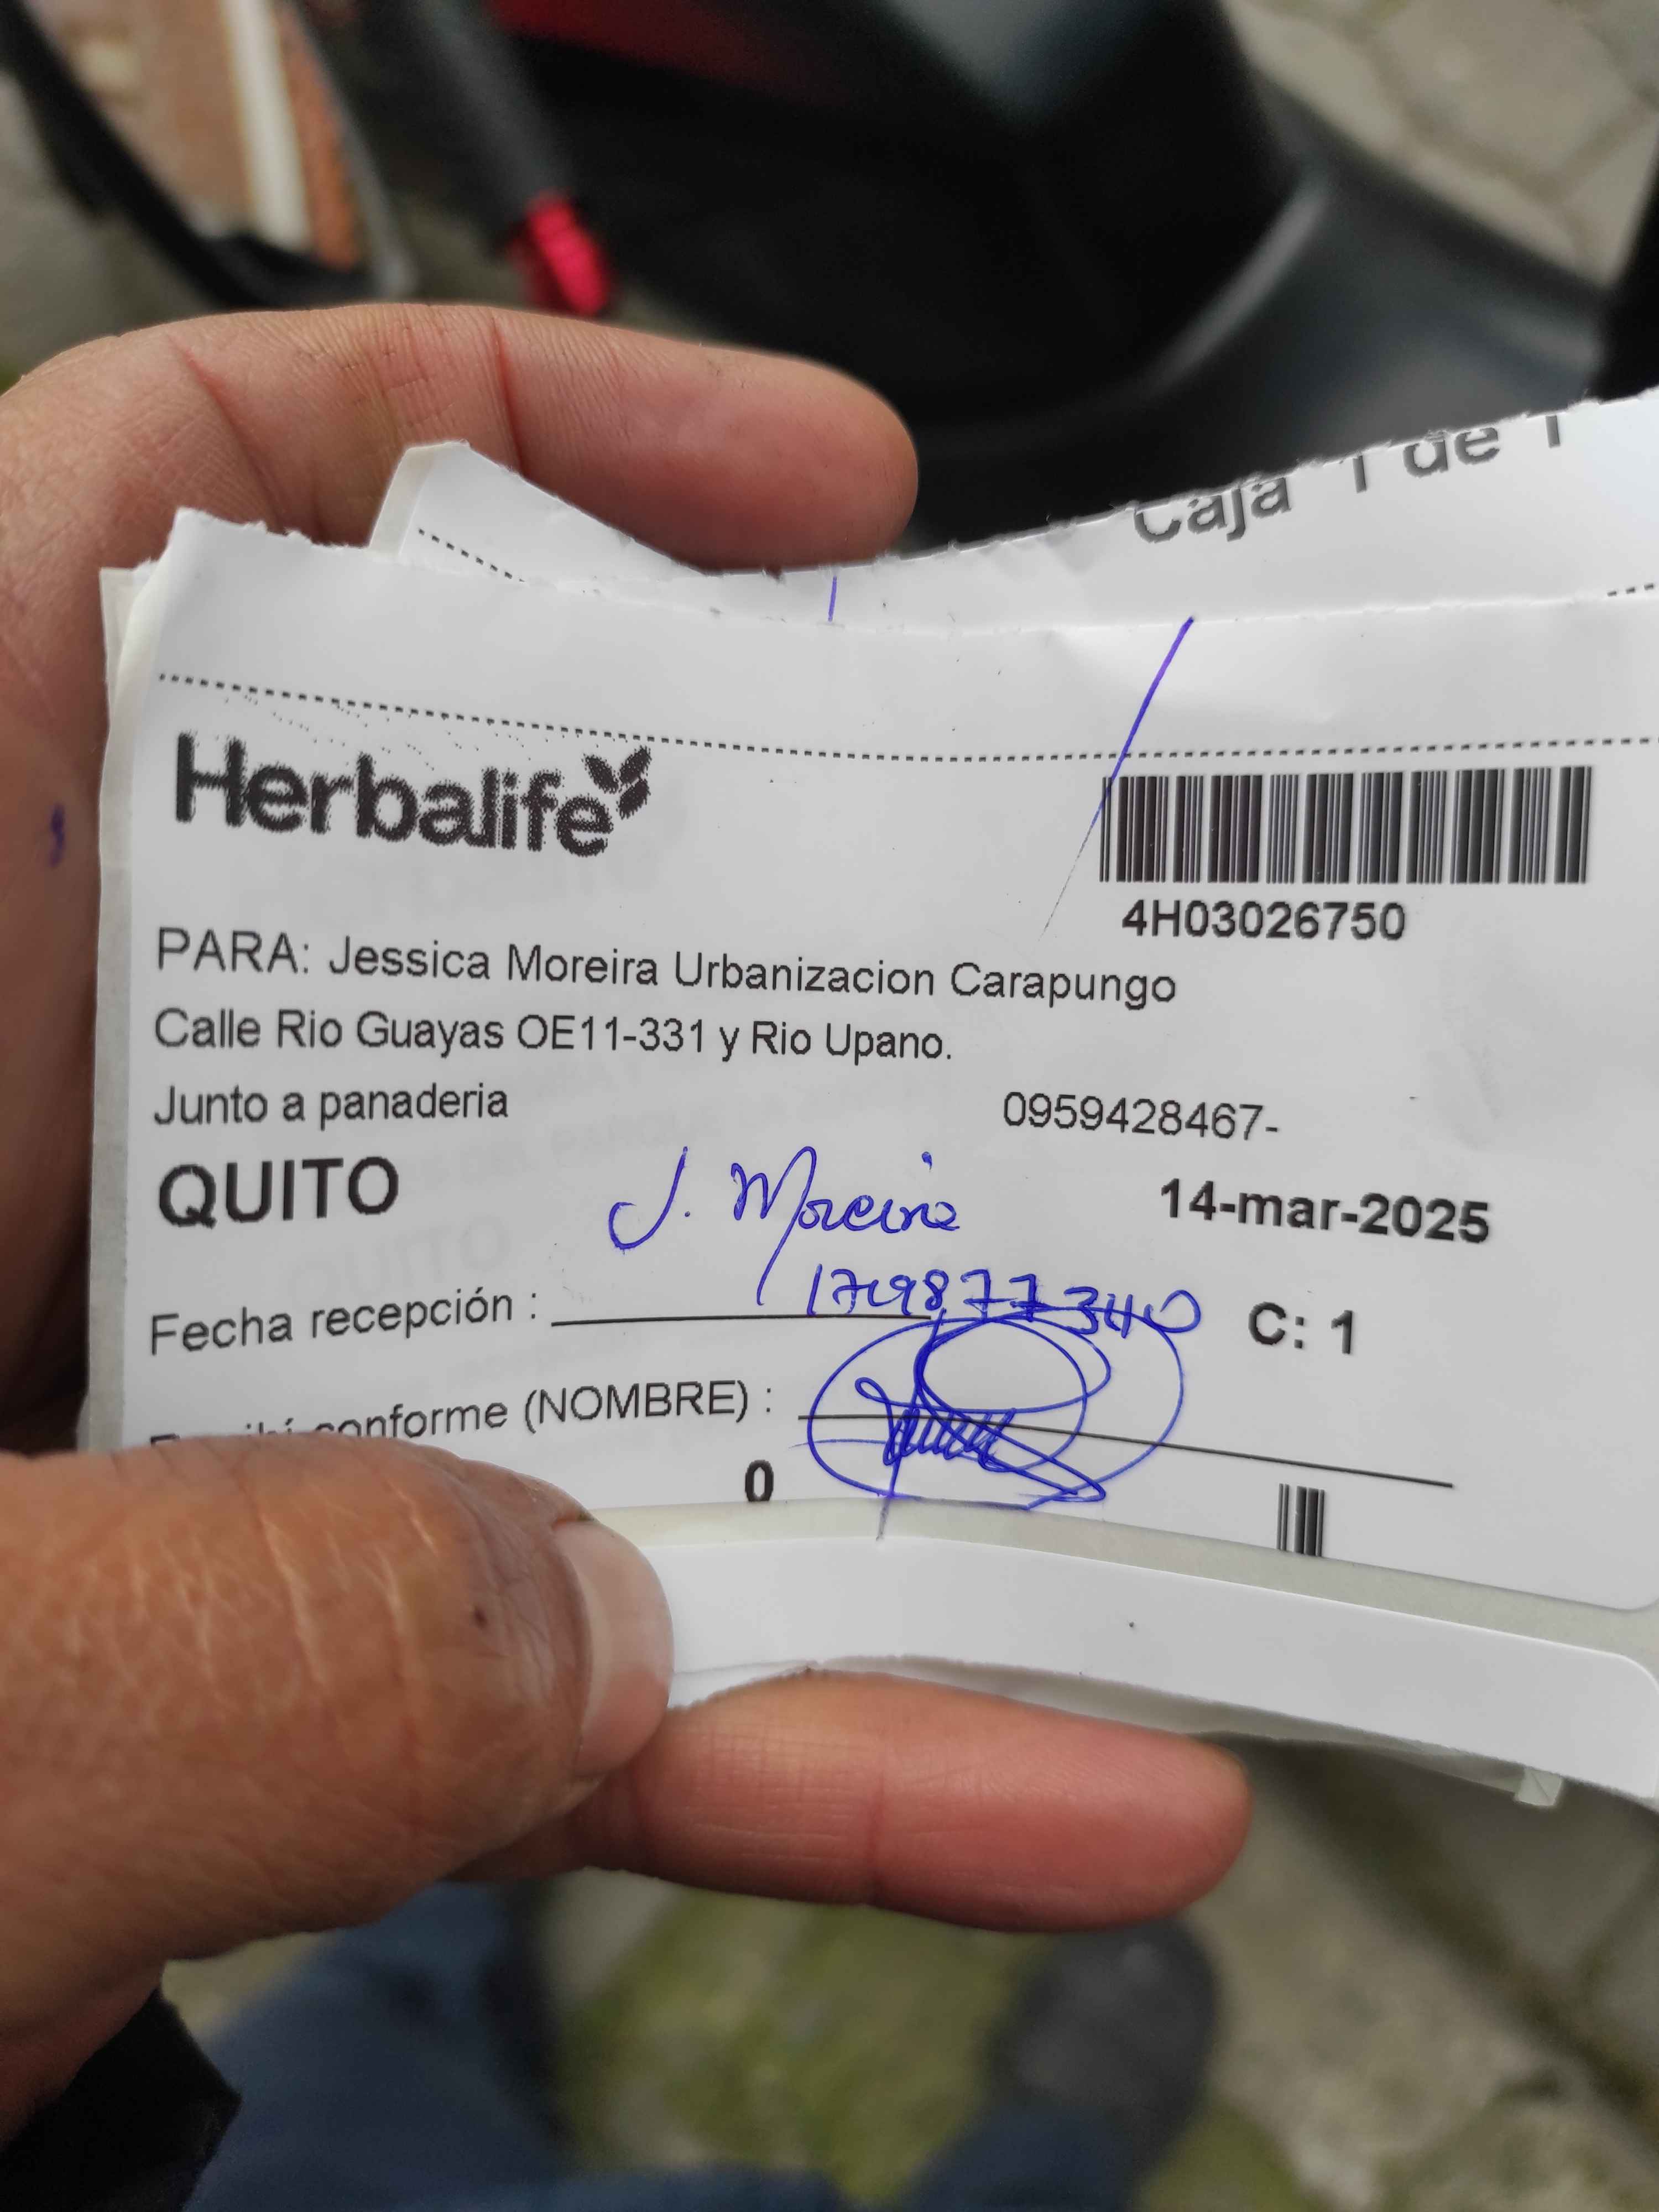 Caja 1 de 1
Herbalife
4H03026750
PARA: Jessica Moreira Urbanizacion Carapungo
Calle Rio Guayas OE11-331 y Rio Upano.
Junto a panaderia 0959428467-
QUITO 14-mar-2025
J. Moreira
Fecha recepción : C: 1
conforme (NOMBRE) :
0